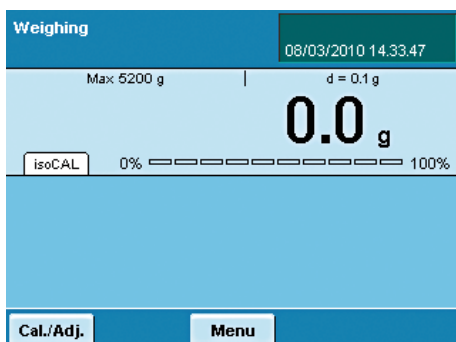 Weighing
08/03/2010 14.33.47
Max 5200 g d = 0.1 g
0.0 g
isoCAL 0% 100%
Cal./Adj. Menu